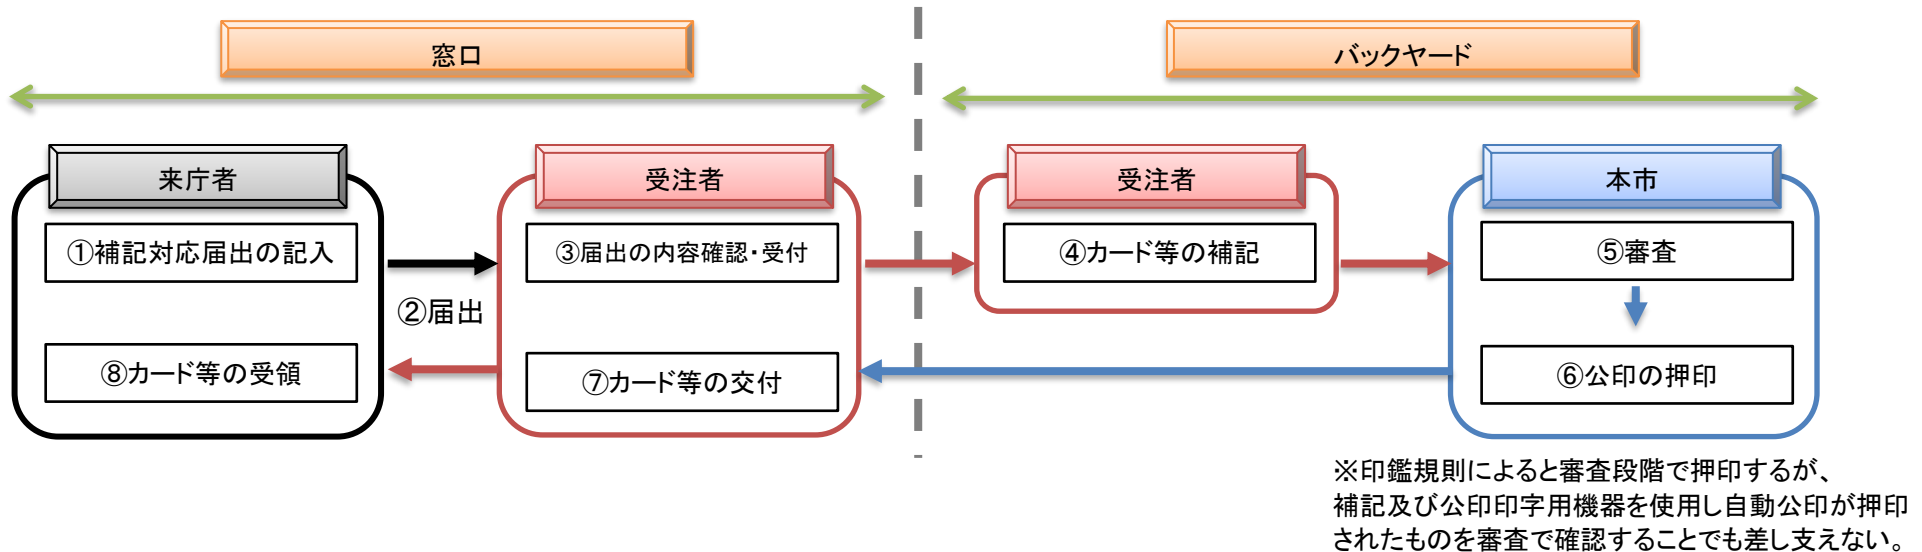 窓口
バックヤード
来庁者
受注者
受注者
本市
①補記対応届出の記入
③届出の内容確認・受付
④カード等の補記
⑤審査
②届出
⑧カード等の受領
⑦カード等の交付
⑥公印の押印
※印鑑規則によると審査段階で押印するが、
補記及び公印印字用機器を使用し自動公印が押印
されたものを審査で確認することでも差し支えない。